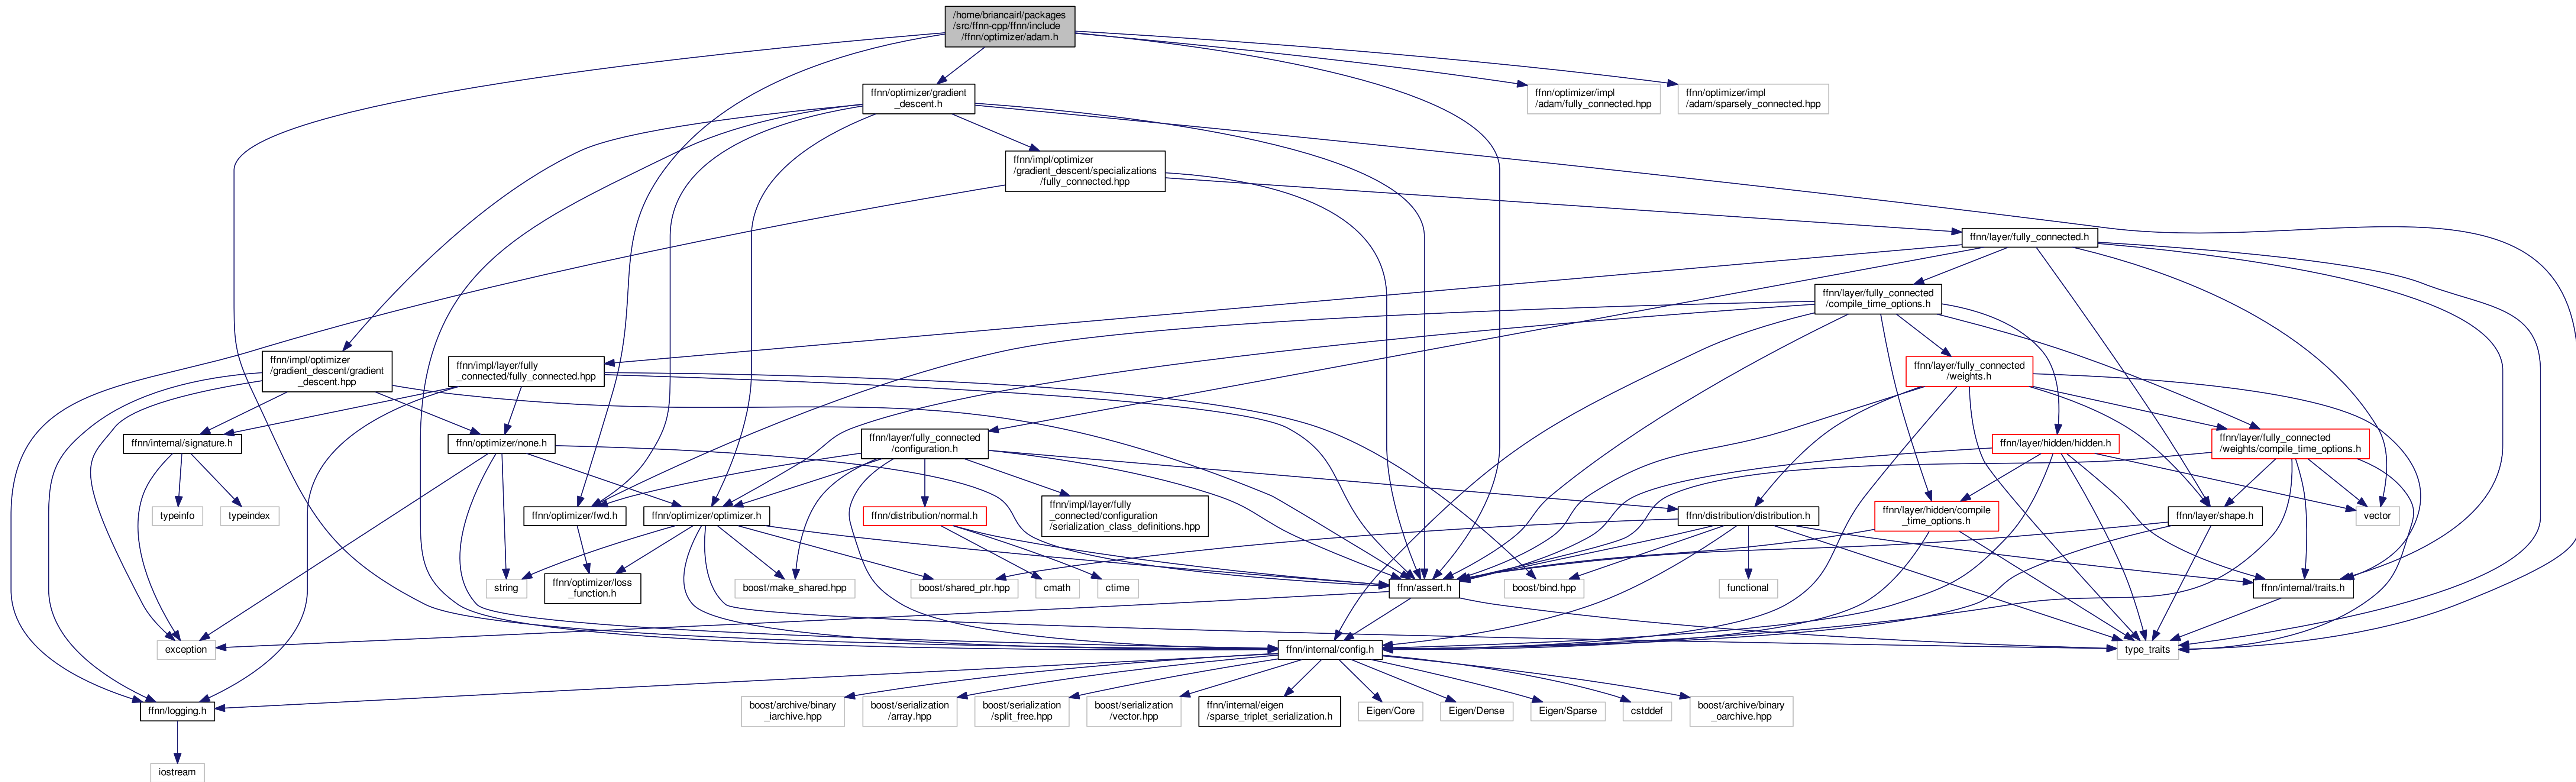 /home/briancairl/packages
/src/ffnn-cpp/ffnn/include
/ffnn/optimizer/adam.h
ffnn/optimizer/gradient
_descent.h
ffnn/optimizer/impl
/adam/fully_connected.hpp
ffnn/optimizer/impl
/adam/sparsely_connected.hpp
ffnn/impl/optimizer
/gradient_descent/specializations
/fully_connected.hpp
ffnn/layer/fully_connected.h
ffnn/layer/fully_connected
/compile_time_options.h
ffnn/impl/optimizer
/gradient_descent/gradient
_descent.hpp
ffnn/impl/layer/fully
_connected/fully_connected.hpp
ffnn/layer/fully_connected
/weights.h
ffnn/internal/signature.h
ffnn/optimizer/none.h
ffnn/layer/fully_connected
/configuration.h
ffnn/layer/hidden/hidden.h
ffnn/layer/fully_connected
/weights/compile_time_options.h
typeinfo
typeindex
ffnn/optimizer/fwd.h
ffnn/optimizer/optimizer.h
ffnn/distribution/normal.h
ffnn/impl/layer/fully
_connected/configuration
/serialization_class_definitions.hpp
ffnn/distribution/distribution.h
ffnn/layer/hidden/compile
_time_options.h
ffnn/layer/shape.h
vector
string
ffnn/optimizer/loss
_function.h
boost/make_shared.hpp
boost/shared_ptr.hpp
cmath
ctime
ffnn/assert.h
boost/bind.hpp
functional
ffnn/internal/traits.h
exception
ffnn/internal/config.h
type_traits
ffnn/logging.h
boost/archive/binary
_iarchive.hpp
boost/serialization
/array.hpp
boost/serialization
/split_free.hpp
boost/serialization
/vector.hpp
ffnn/internal/eigen
/sparse_triplet_serialization.h
Eigen/Core
Eigen/Dense
Eigen/Sparse
cstddef
boost/archive/binary
_oarchive.hpp
iostream